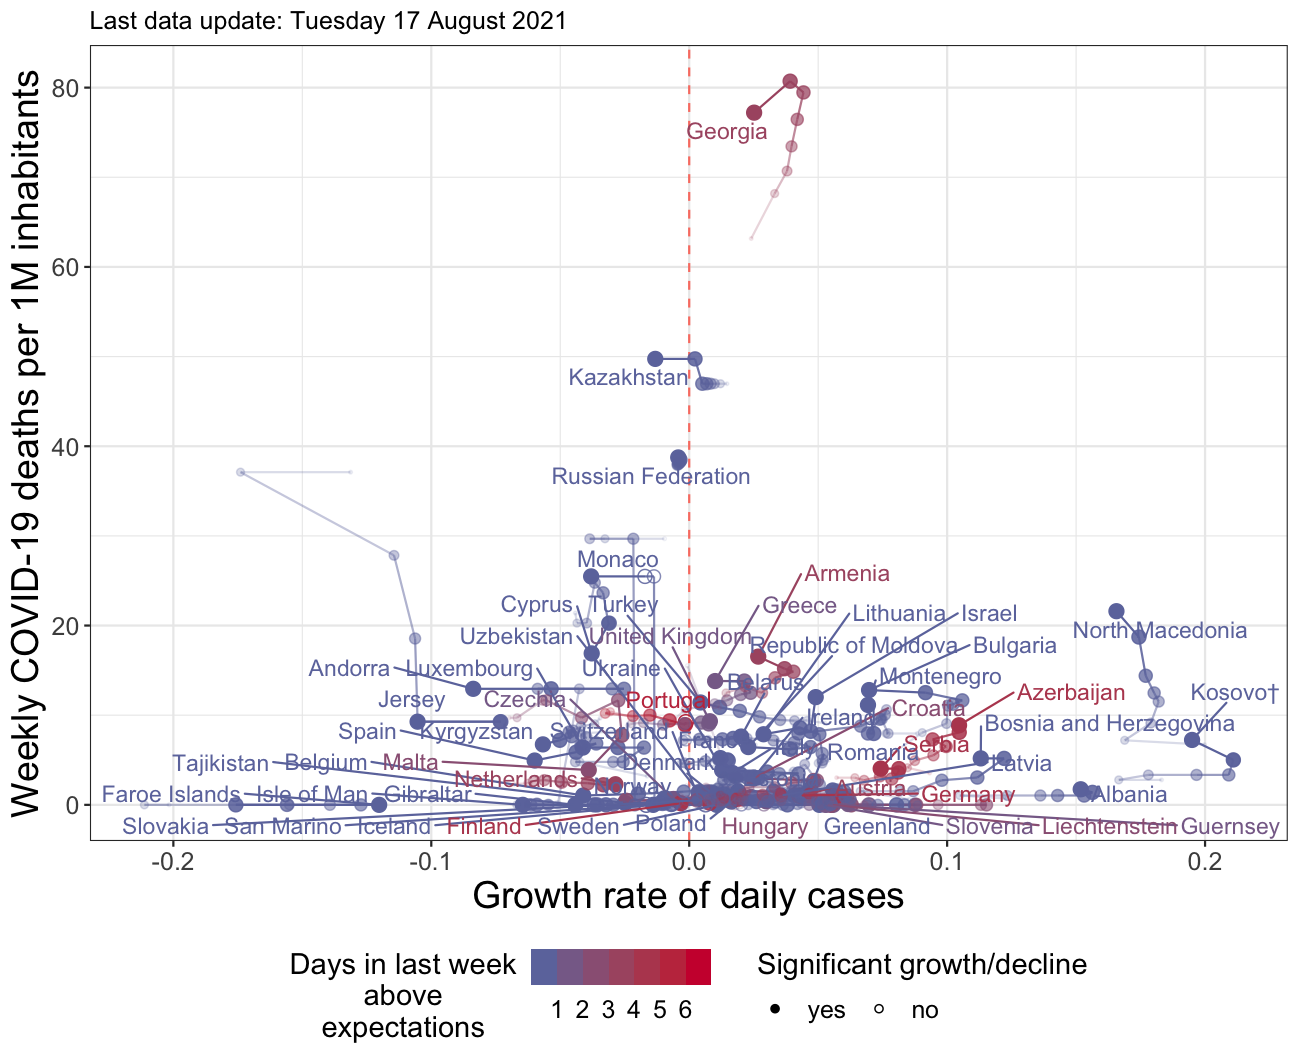 Last data update: Tuesday 17 August 2021
Weekly COVID-19 deaths per 1M inhabitants
80
60
40
20
0
Georgia
Kazakhstan
Russian Federation
Monaco
Armenia
Cyprus
Turkey
Greece
Lithuania
Israel
North Macedonia
Uzbekistan
United Kingdom
Republic of Moldova
Bulgaria
Andorra
Luxembourg
Ukraine
Belarus
Montenegro
Azerbaijan
Kosovo†
Jersey
Czechia
Portugal
Ireland
Croatia
Bosnia and Herzegovina
Spain
Kyrgyzstan
Switzerland
France
Italy
Romania
Serbia
Tajikistan
Belgium
Malta
Denmark
Latvia
Netherlands
Norway
Austria
Germany
Albania
Faroe Islands
Isle of Man
Gibraltar
Slovakia
San Marino
Iceland
Finland
Sweden
Poland
Hungary
Greenland
Slovenia
Liechtenstein
Guernsey
-0.2
-0.1
0.0
0.1
0.2
Growth rate of daily cases
Days in last week
above
expectations
1 2 3 4 5 6
Significant growth/decline
yes
no